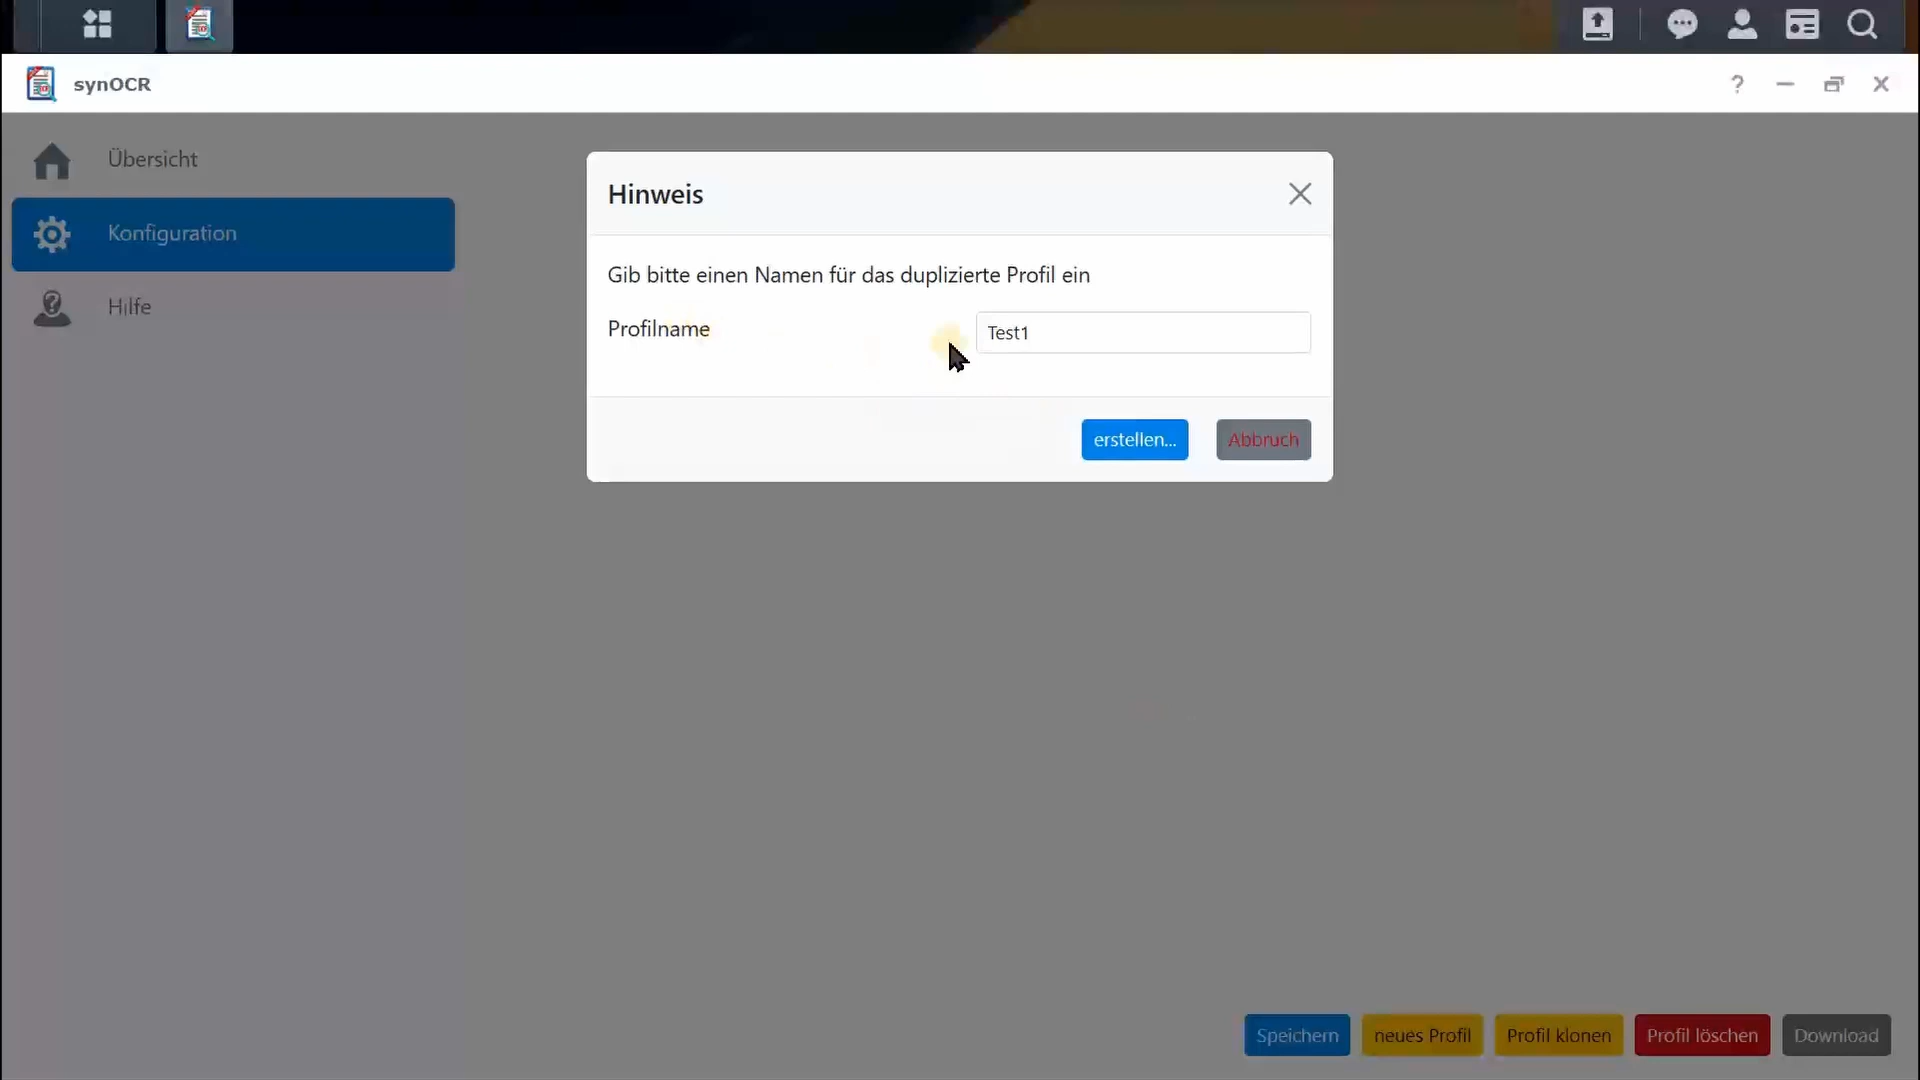 synOCR
Übersicht
Konfiguration
Hilfe
Hinweis
Gib bitte einen Namen für das duplizierte Profil ein
Profilname
Test1
erstellen...
Abbruch
Speichern
neues Profil
Profil klonen
Profil löschen
Download